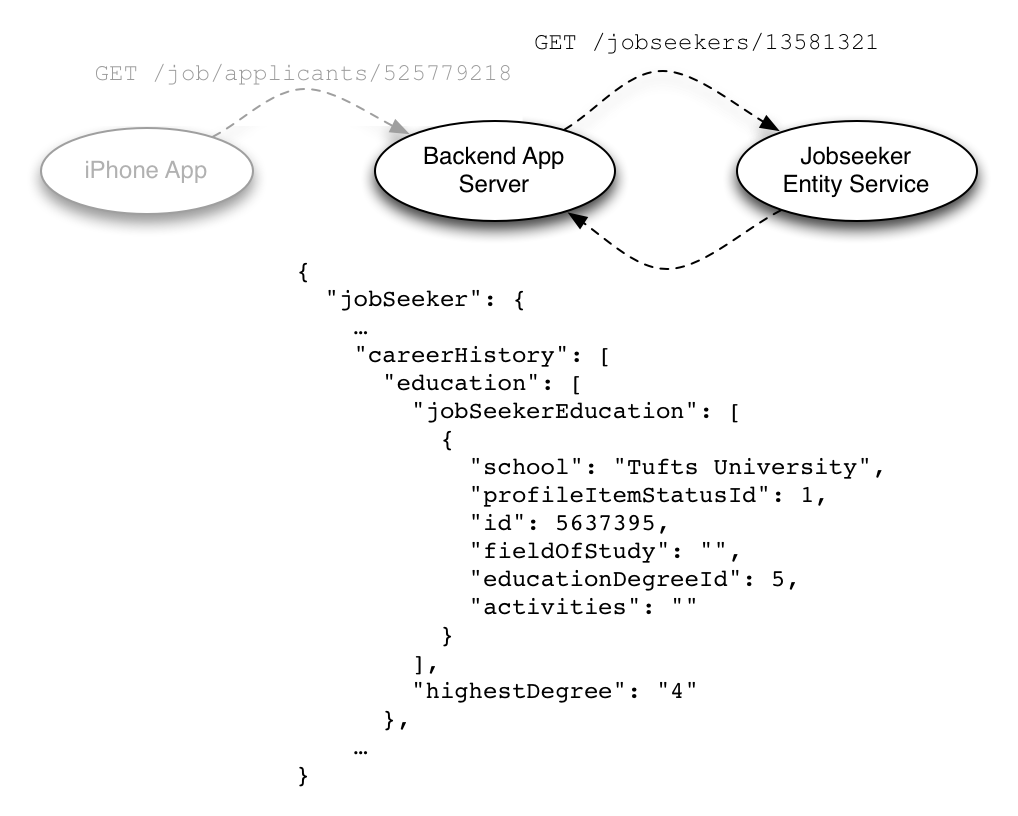 GET /jobseekers/13581321
GET /job/applicants/525779218
iPhone App
Backend App
Server
Jobseeker
Entity Service
{
  "jobSeeker": {
    …
    "careerHistory": [
      "education": [
        "jobSeekerEducation": [
          {
            "school": "Tufts University",
            "profileItemStatusId": 1,
            "id": 5637395,
            "fieldOfStudy": "",
            "educationDegreeId": 5,
            "activities": ""
          }
        ],
        "highestDegree": "4"
      },
    …
}